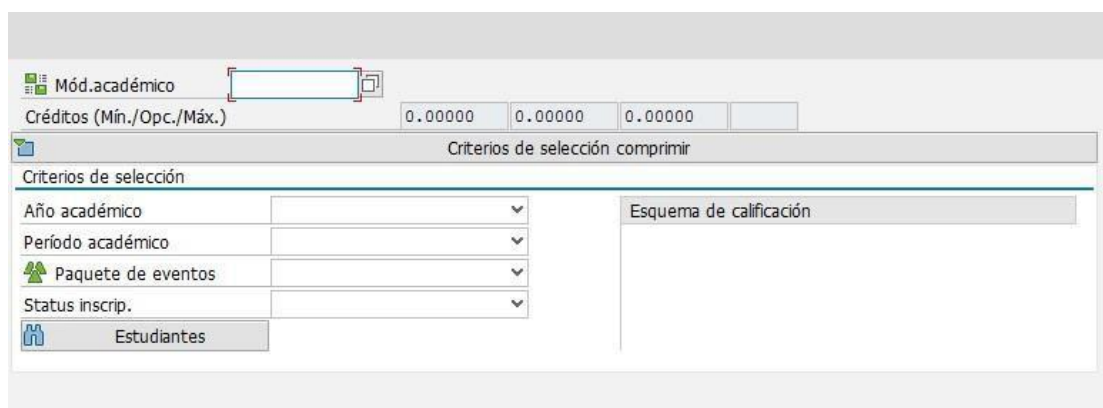 Mód.académico
Créditos (Mín./Opc./Máx.) 0.00000 0.00000 0.00000
Criterios de selección comprimir
Criterios de selección
Año académico
Esquema de calificación
Período académico
Paquete de eventos
Status inscrip.
Estudiantes